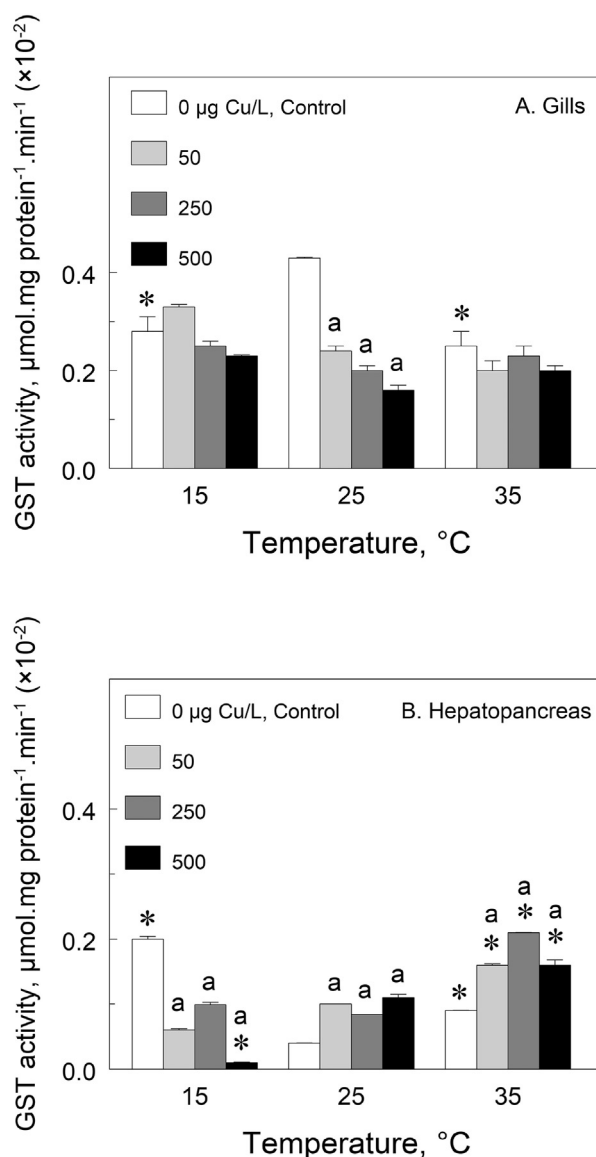 GST activity, µmol.mg protein⁻¹.min⁻¹ (×10⁻²)
0 µg Cu/L, Control
A. Gills
50
250
500
0.4
0.2
0.0
*
a
a
a
*
15
25
35
Temperature, °C
GST activity, µmol.mg protein⁻¹.min⁻¹ (×10⁻²)
0 µg Cu/L, Control
B. Hepatopancreas
50
250
500
0.4
0.2
0.0
*
a
a
a
*
a
a
a
*
a
*
a
*
a
*
15
25
35
Temperature, °C